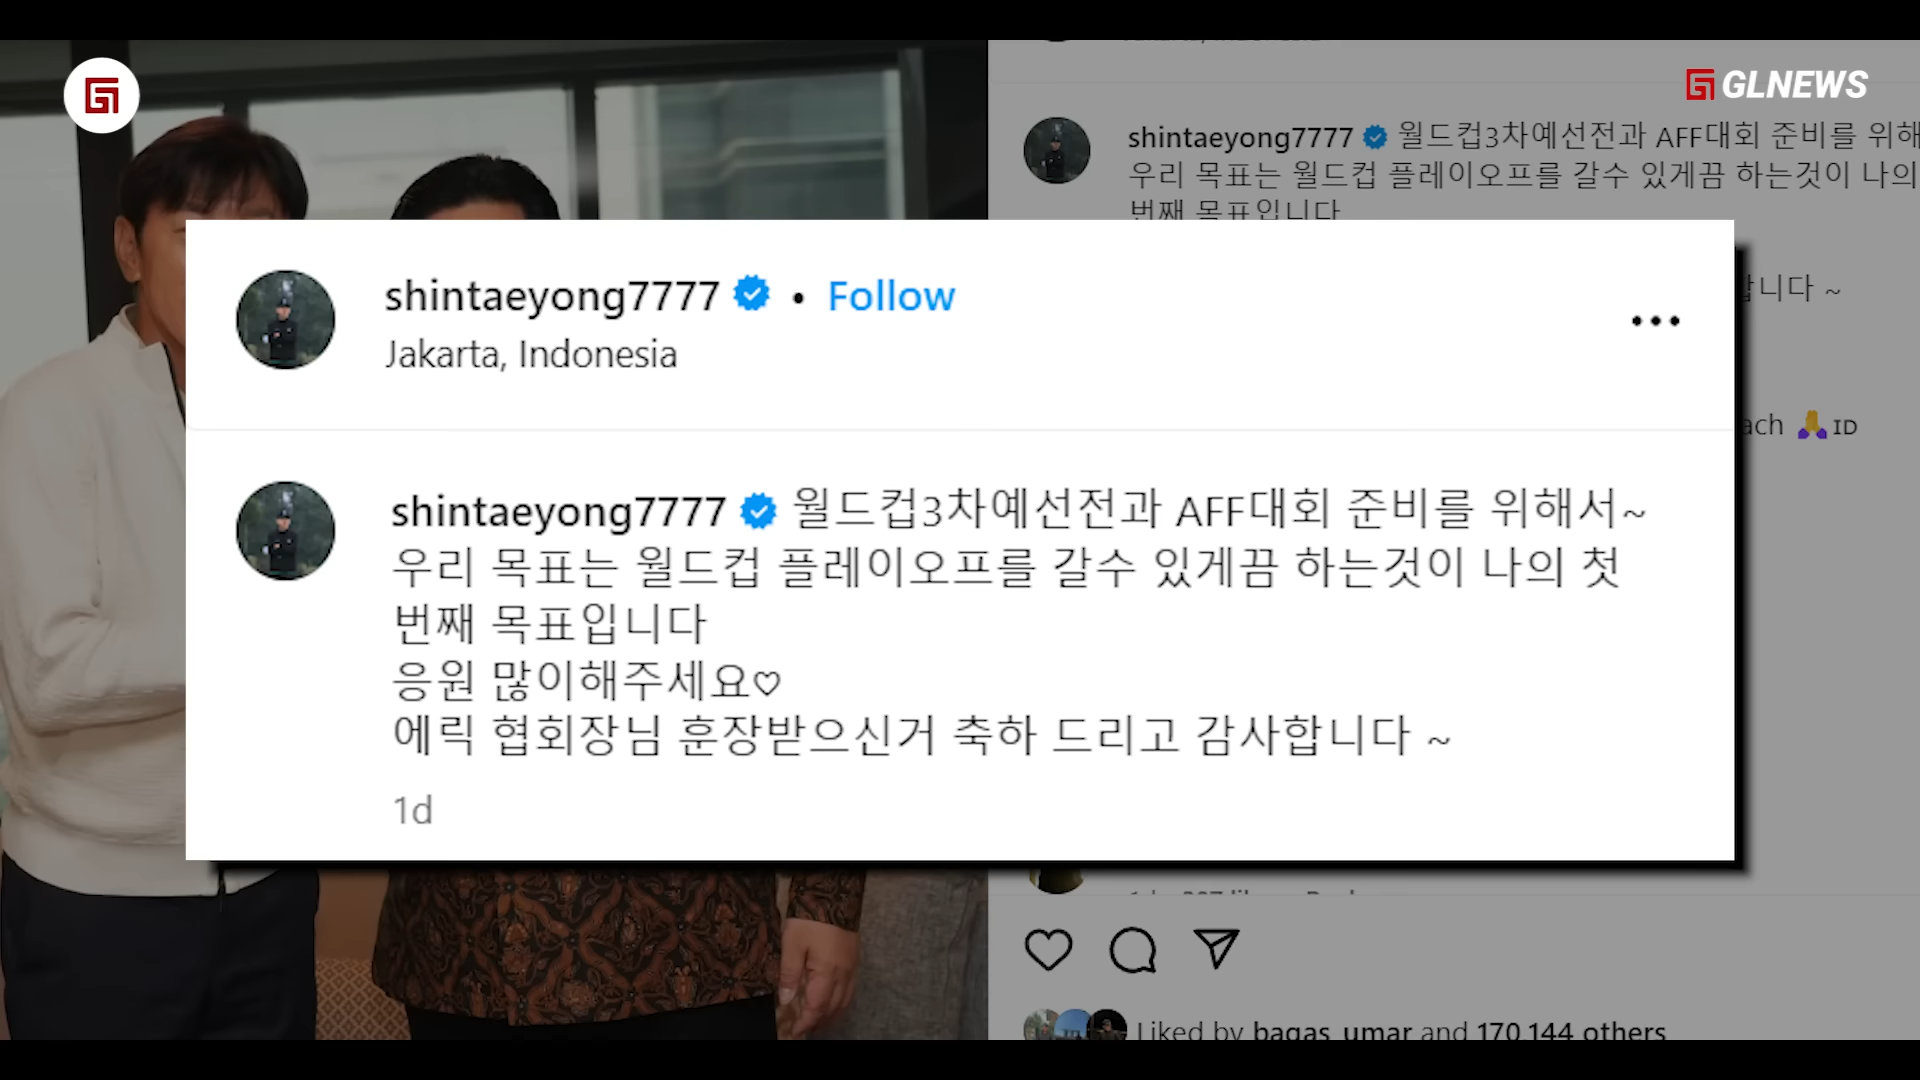 GLNEWS
shintaeyong7777 월드컵3차예선전과 AFF대회 준비를 위해
우리 목표는 월드컵 플레이오프를 갈수 있게끔 하는것이 나의
번째 목표입니다
합니다 ~
ach 🙏 ID
shintaeyong7777 • Follow
Jakarta, Indonesia
shintaeyong7777 월드컵3차예선전과 AFF대회 준비를 위해서~
우리 목표는 월드컵 플레이오프를 갈수 있게끔 하는것이 나의 첫
번째 목표입니다
응원 많이해주세요♡
에릭 협회장님 훈장받으신거 축하 드리고 감사합니다 ~
1d
Liked by bagas_umar and 170,144 others